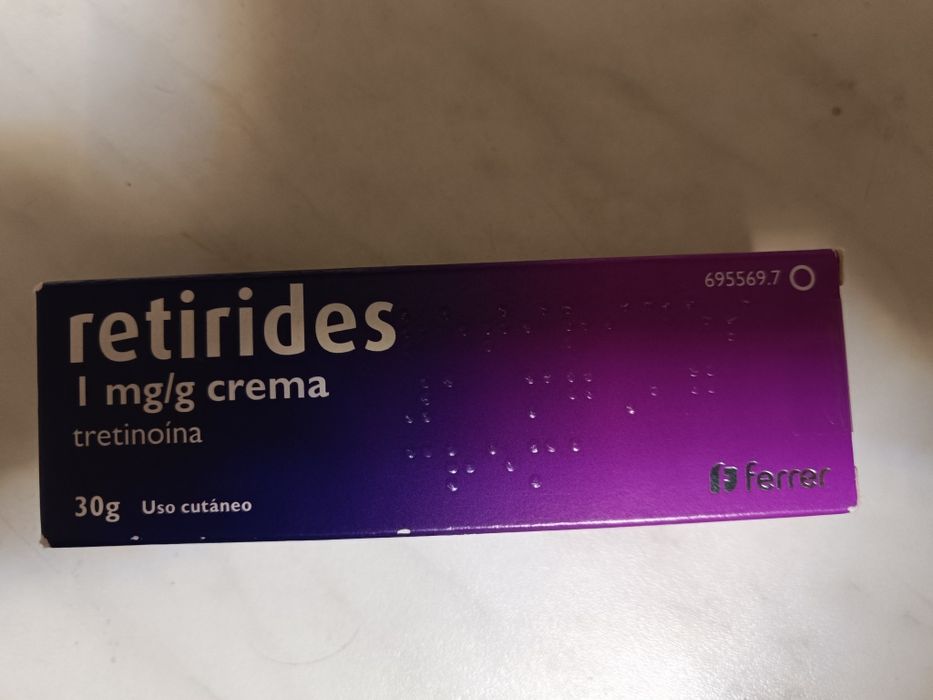 695569.7
retirides
1 mg/g crema
tretinoína
30g Uso cutáneo
ferrer